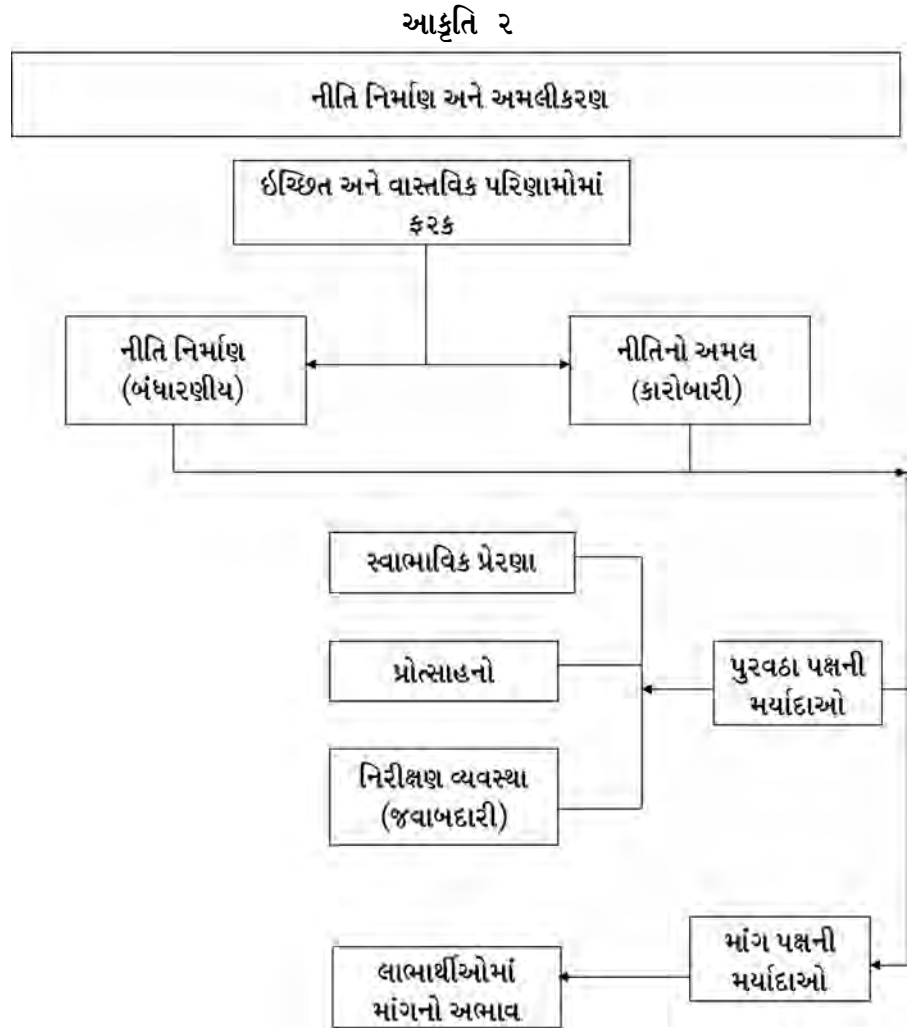 આકૃતિ ૨
નીતિ નિર્માણ અને અમલીકરણ
ઇચ્છિત અને વાસ્તવિક પરિણામોમાં
ફરક
નીતિ નિર્માણ
(બંધારણીય)
નીતિનો અમલ
(કારોબારી)
સ્વાભાવિક પ્રેરણા
પ્રોત્સાહનો
પુરવઠા પક્ષની
મર્યાદાઓ
નિરીક્ષણ વ્યવસ્થા
(જવાબદારી)
માંગ પક્ષની
મર્યાદાઓ
લાભાર્થીઓમાં
માંગનો અભાવ